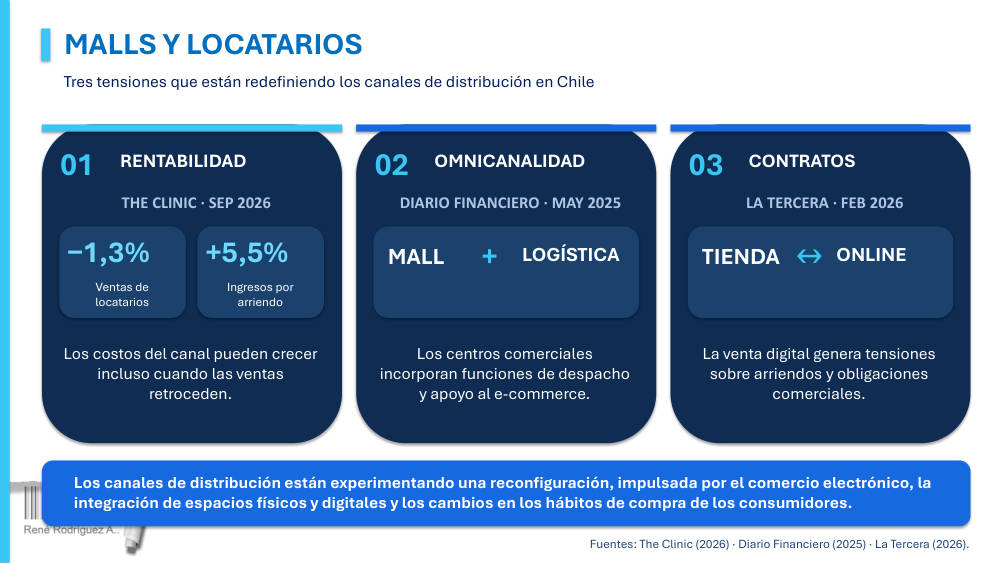 MALLS Y LOCATARIOS
Tres tensiones que están redefiniendo los canales de distribución en Chile
01 RENTABILIDAD
THE CLINIC · SEP 2026
−1,3%
Ventas de
locatarios
+5,5%
Ingresos por
arriendo
Los costos del canal pueden crecer
incluso cuando las ventas
retroceden.
02 OMNICANALIDAD
DIARIO FINANCIERO · MAY 2025
MALL + LOGÍSTICA
Los centros comerciales
incorporan funciones de despacho
y apoyo al e-commerce.
03 CONTRATOS
LA TERCERA · FEB 2026
TIENDA ↔ ONLINE
La venta digital genera tensiones
sobre arriendos y obligaciones
comerciales.
Los canales de distribución están experimentando una reconfiguración, impulsada por el comercio electrónico, la
integración de espacios físicos y digitales y los cambios en los hábitos de compra de los consumidores.
René Rodríguez A..
Fuentes: The Clinic (2026) · Diario Financiero (2025) · La Tercera (2026).